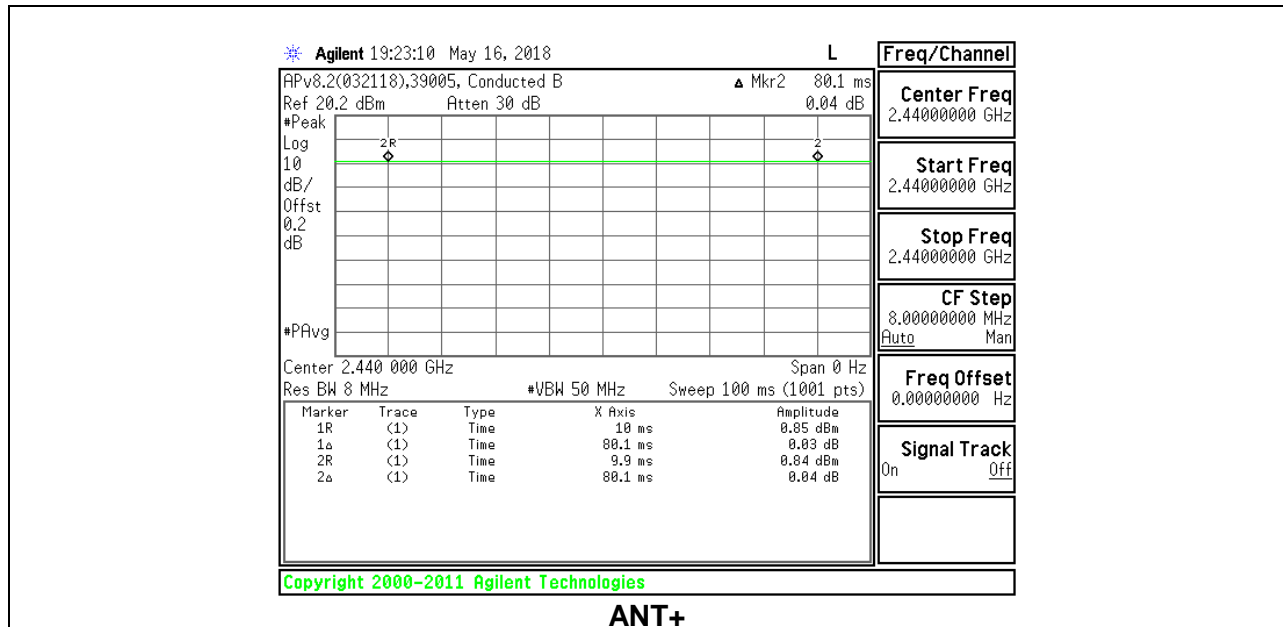 Agilent 19:23:10 May 16, 2018 L
APv8.2(032118),39005, Conducted B
Δ Mkr2 80.1 ms
Ref 20.2 dBm Atten 30 dB 0.04 dB
#Peak
Log
10
dB/
Offst
0.2
dB
2R
2
#PAvg
Center 2.440 000 GHz Span 0 Hz
Res BW 8 MHz #VBW 50 MHz Sweep 100 ms (1001 pts)
Marker Trace Type X Axis Amplitude
1R (1) Time 10 ms 0.85 dBm
1Δ (1) Time 80.1 ms 0.03 dB
2R (1) Time 9.9 ms 0.84 dBm
2Δ (1) Time 80.1 ms 0.04 dB
Freq/Channel
Center Freq
2.44000000 GHz
Start Freq
2.44000000 GHz
Stop Freq
2.44000000 GHz
CF Step
8.00000000 MHz
Auto Man
Freq Offset
0.00000000 Hz
Signal Track
On Off
Copyright 2000-2011 Agilent Technologies
ANT+